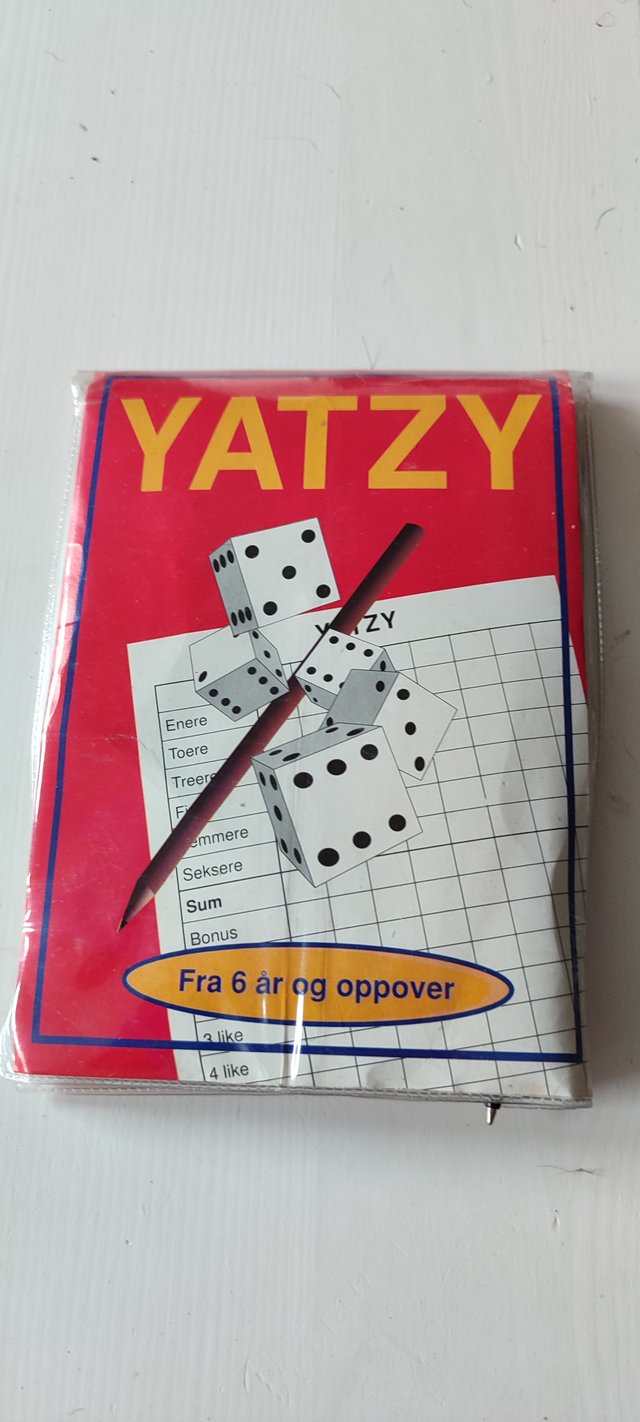 YATZY
YATZY
Enere
Toere
Seksere
Sum
Bonus
Fra 6 år og oppover
3 like
4 like